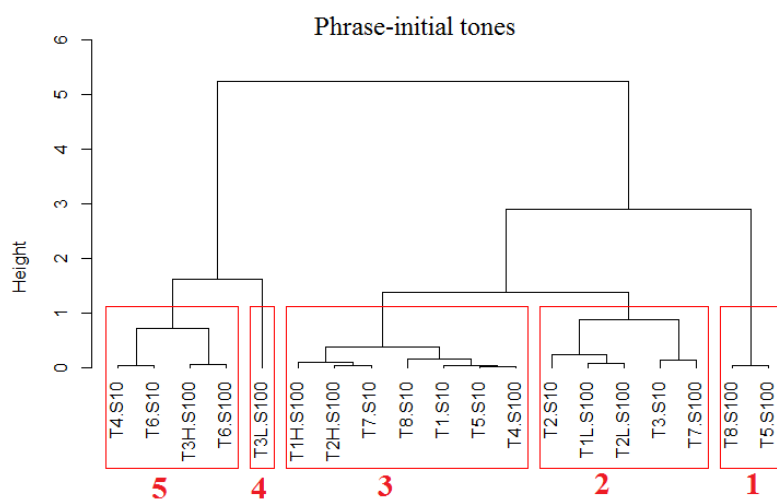 Phrase-initial tones
Height
6
5
4
3
2
1
0
T4.S10
T6.S10
T3H.S100
T6.S100
T3L.S100
T1H.S100
T2H.S100
T7.S10
T8.S10
T1.S10
T5.S10
T4.S100
T2.S10
T1L.S100
T2L.S100
T3.S10
T7.S100
T8.S100
T5.S100
5
4
3
2
1